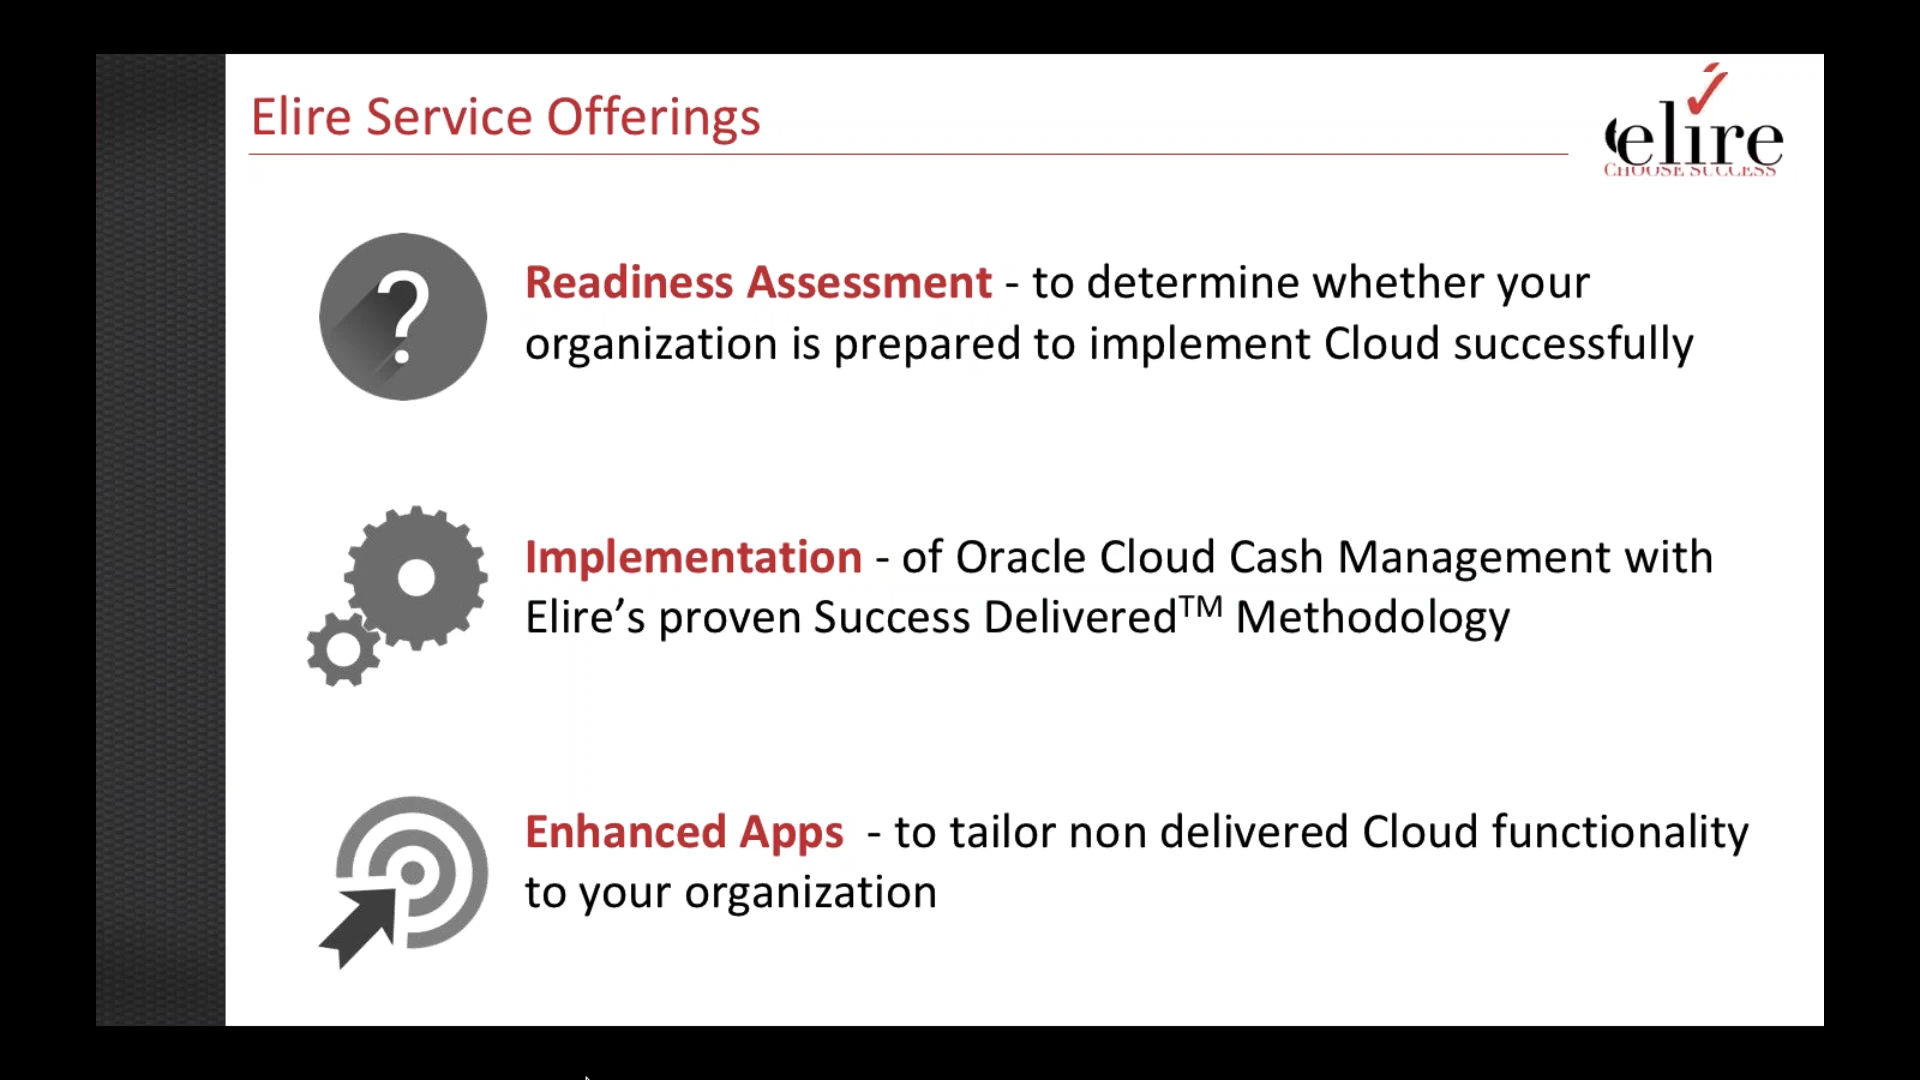 Elire Service Offerings
elire
CHOOSE SUCCESS
?
Readiness Assessment - to determine whether your
organization is prepared to implement Cloud successfully
Implementation - of Oracle Cloud Cash Management with
Elire’s proven Success Delivered™ Methodology
Enhanced Apps - to tailor non delivered Cloud functionality
to your organization